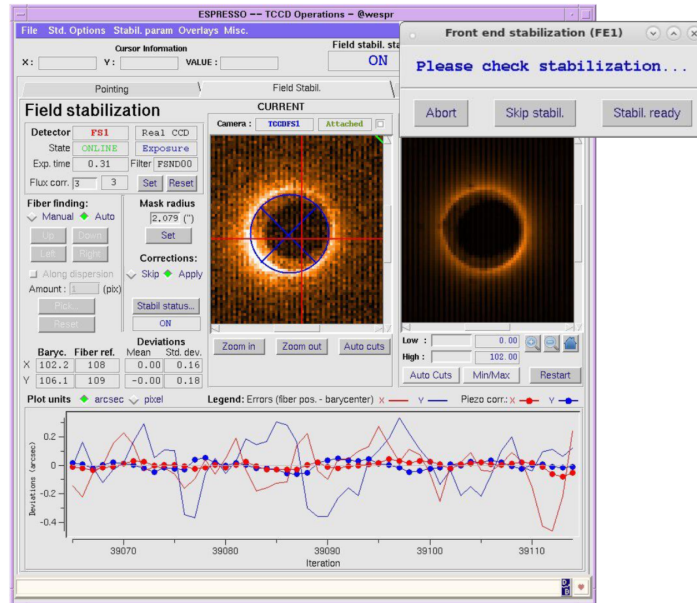 ESPRESSO -- TCCD Operations - @wespr
File Std. Options Stabil. param Overlays Misc.
Cursor Information
X : Y : VALUE :
Field stabil. sta
ON
Front end stabilization (FE1)
Please check stabilization...
Abort Skip stabil. Stabil. ready
Pointing Field Stabil.
Field stabilization
Detector FS1 Real CCD
State ONLINE Exposure
Exp. time 0.31 Filter FSND00
Flux corr. 3 3 Set Reset
Fiber finding:
Manual Auto
Up Down
Left Right
Along dispersion
Amount : 1 (pix)
Pick...
Reset
Mask radius
2.079 (")
Set
Corrections:
Skip Apply
Stabil status...
ON
Deviations
Baryc. Fiber ref. Mean Std. dev.
X 102.2 108 0.00 0.16
Y 106.1 109 -0.00 0.18
CURRENT
Camera : TCCDFS1 Attached
Zoom in Zoom out Auto cuts
Low : 0.00
High : 102.00
Auto Cuts Min/Max Restart
Plot units arcsec pixel Legend: Errors (fiber pos. - barycenter) X Y Piezo corr.: X Y
Deviations (arcsec)
0.2
0
-0.2
-0.4
39070 39080 39090 39100 39110
Iteration